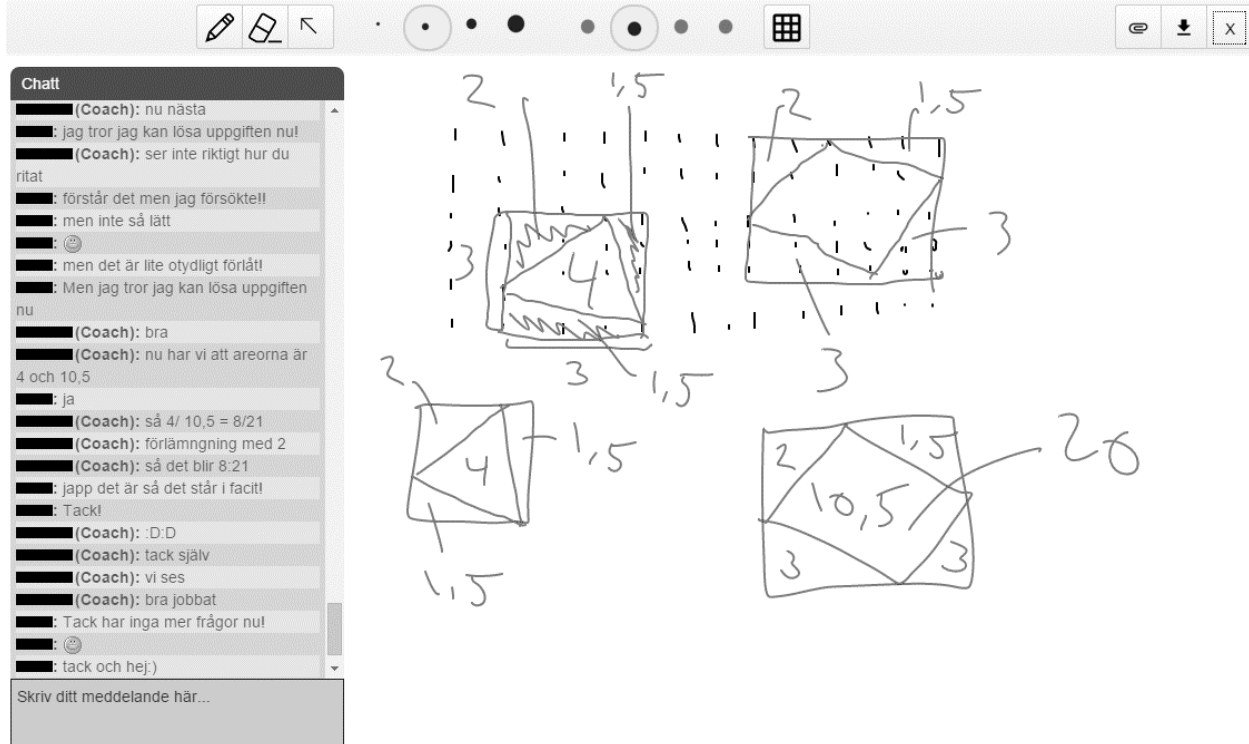 X
Chatt
(Coach): nu nästa
: jag tror jag kan lösa uppgiften nu!
(Coach): ser inte riktigt hur du
ritat
: förstår det men jag försökte!!
: men inte så lätt
:
: men det är lite otydligt förlåt!
: Men jag tror jag kan lösa uppgiften
nu
(Coach): bra
(Coach): nu har vi att areorna är
4 och 10,5
: ja
(Coach): så 4/ 10,5 = 8/21
(Coach): förlämngning med 2
(Coach): så det blir 8:21
: japp det är så det står i facit!
: Tack!
(Coach): :D:D
(Coach): tack själv
(Coach): vi ses
(Coach): bra jobbat
: Tack har inga mer frågor nu!
:
: tack och hej:)
Skriv ditt meddelande här...
2
1,5
3
4
3
1,5
2
1,5
3
3
2
4
1,5
1,5
2
1,5
10,5
3
3
20